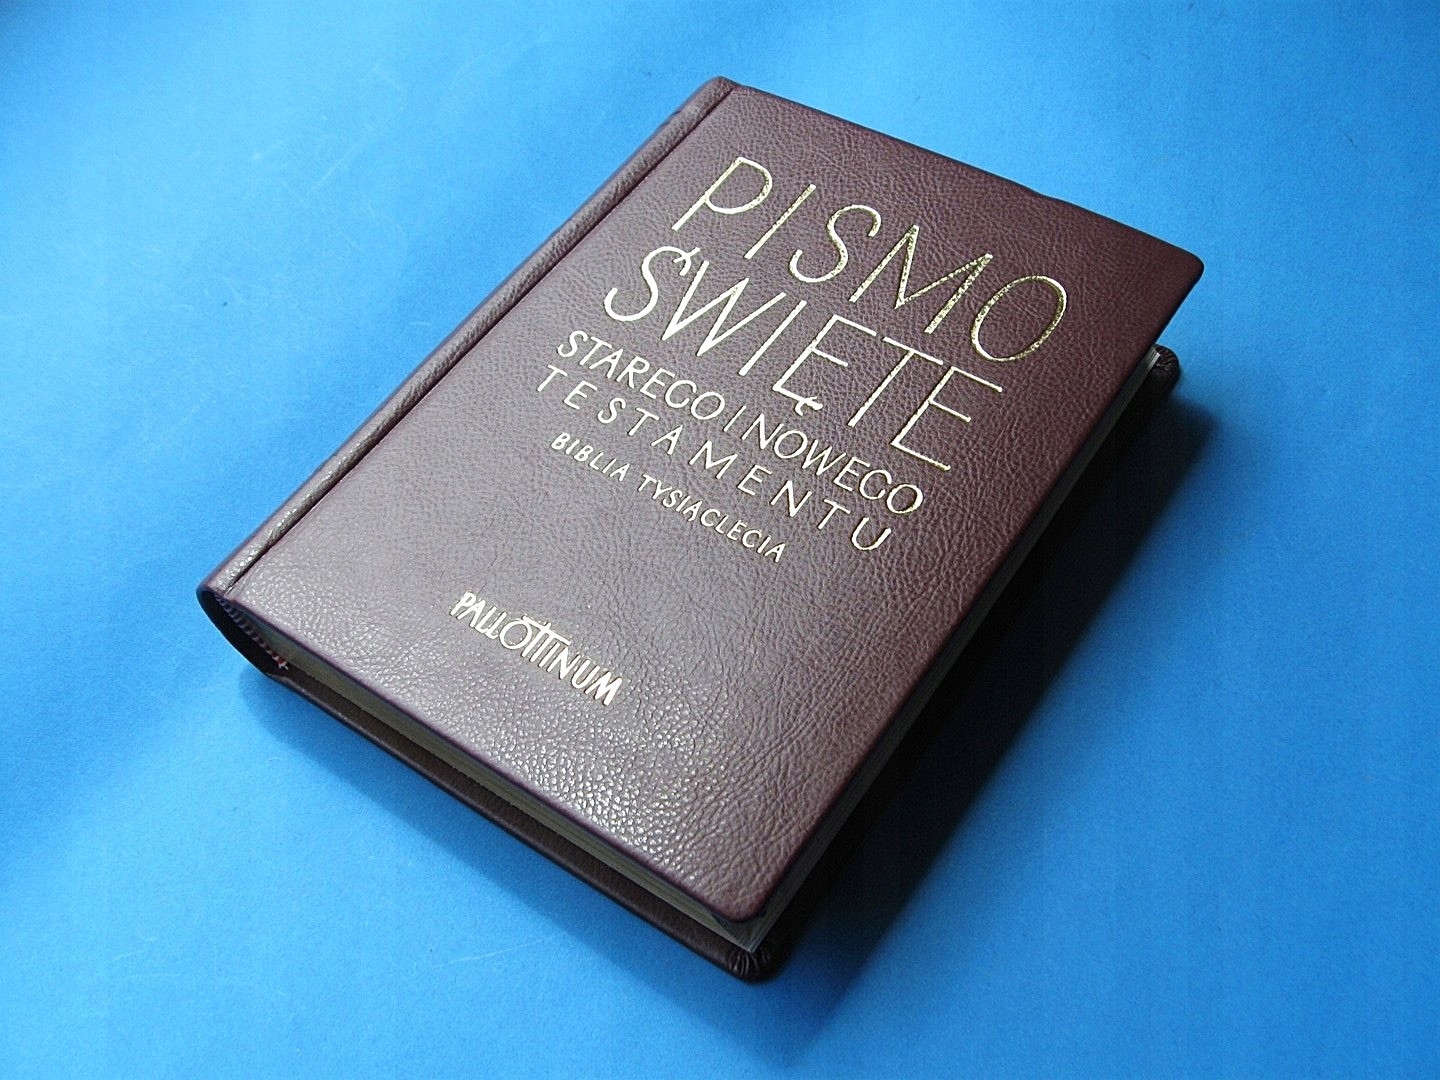 PISMO
ŚWIĘTE
STAREGO I NOWEGO
TESTAMENTU
BIBLIA TYSIĄCLECIA
PALLOTTINUM